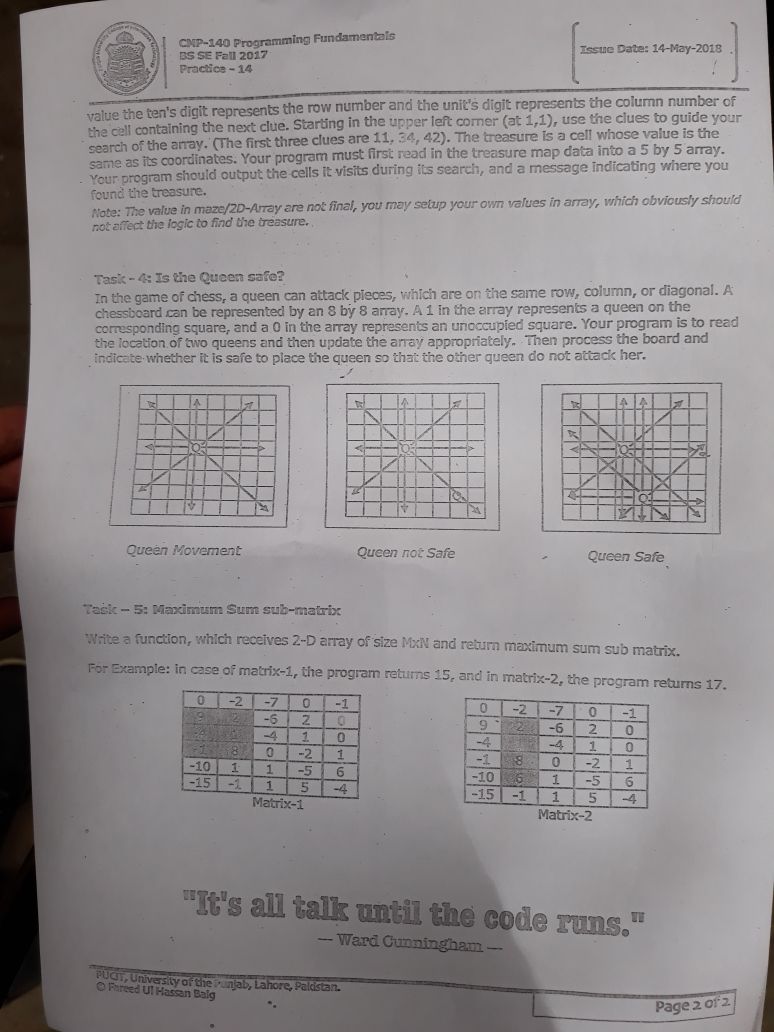 CMP-140 Programming Fundamentals
BS SE Fall 2017
Practice - 14
Issue Date: 14-May-2018
value the ten's digit represents the row number and the unit's digit represents the column number of
the cell containing the next clue. Starting in the upper left corner (at 1,1), use the clues to guide your
search of the array. (The first three clues are 11, 34, 42). The treasure is a cell whose value is the
same as its coordinates. Your program must first read in the treasure map data into a 5 by 5 array.
Your program should output the cells it visits during its search, and a message indicating where you
found the treasure.
Note: The value in maze/2D-Array are not final, you may setup your own values in array, which obviously should
not affect the logic to find the treasure.
Task - 4: Is the Queen safe?
In the game of chess, a queen can attack pieces, which are on the same row, column, or diagonal. A
chessboard can be represented by an 8 by 8 array. A 1 in the array represents a queen on the
corresponding square, and a 0 in the array represents an unoccupied square. Your program is to read
the location of two queens and then update the array appropriately. Then process the board and
indicate whether it is safe to place the queen so that the other queen do not attack her.
Queen Movement
Queen not Safe
Queen Safe
Task – 5: Maximum Sum sub-matrix
Write a function, which receives 2-D array of size MxN and return maximum sum sub matrix.
For Example: in case of matrix-1, the program returns 15, and in matrix-2, the program returns 17.
0 -2 -7 0 -1
9 2 -6 2 0
-4 1 0
-1 8 0 -2 1
-10 1 1 -5 6
-15 -1 1 5 -4
Matrix-1
0 -2 -7 0 -1
9 2 -6 2 0
-4 -4 1 0
-1 8 0 -2 1
-10 6 1 -5 6
-15 -1 1 5 -4
Matrix-2
"It's all talk until the code runs."
— Ward Cunningham —
PUCIT, University of the Punjab, Lahore, Pakistan.
© Fareed Ul Hassan Baig
Page 2 of 2